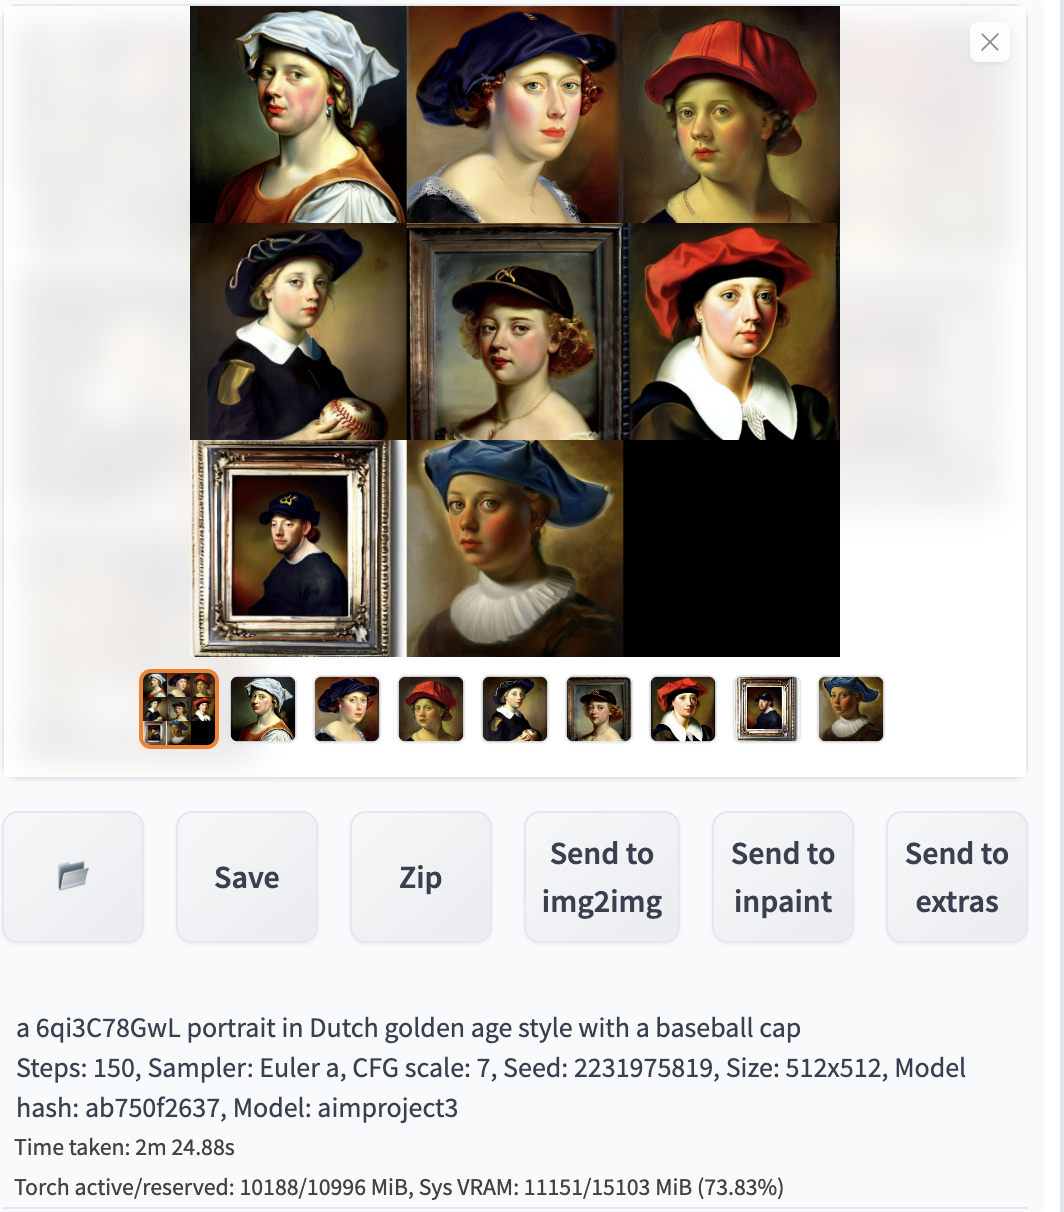 Save
Zip
Send to
img2img
Send to
inpaint
Send to
extras
a 6qi3C78GwL portrait in Dutch golden age style with a baseball cap
Steps: 150, Sampler: Euler a, CFG scale: 7, Seed: 2231975819, Size: 512x512, Model
hash: ab750f2637, Model: aimproject3
Time taken: 2m 24.88s
Torch active/reserved: 10188/10996 MiB, Sys VRAM: 11151/15103 MiB (73.83%)